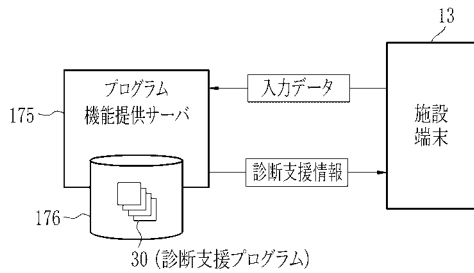 13
プログラム
機能提供サーバ
175
入力データ
施設
端末
診断支援情報
176
30 (診断支援プログラム)